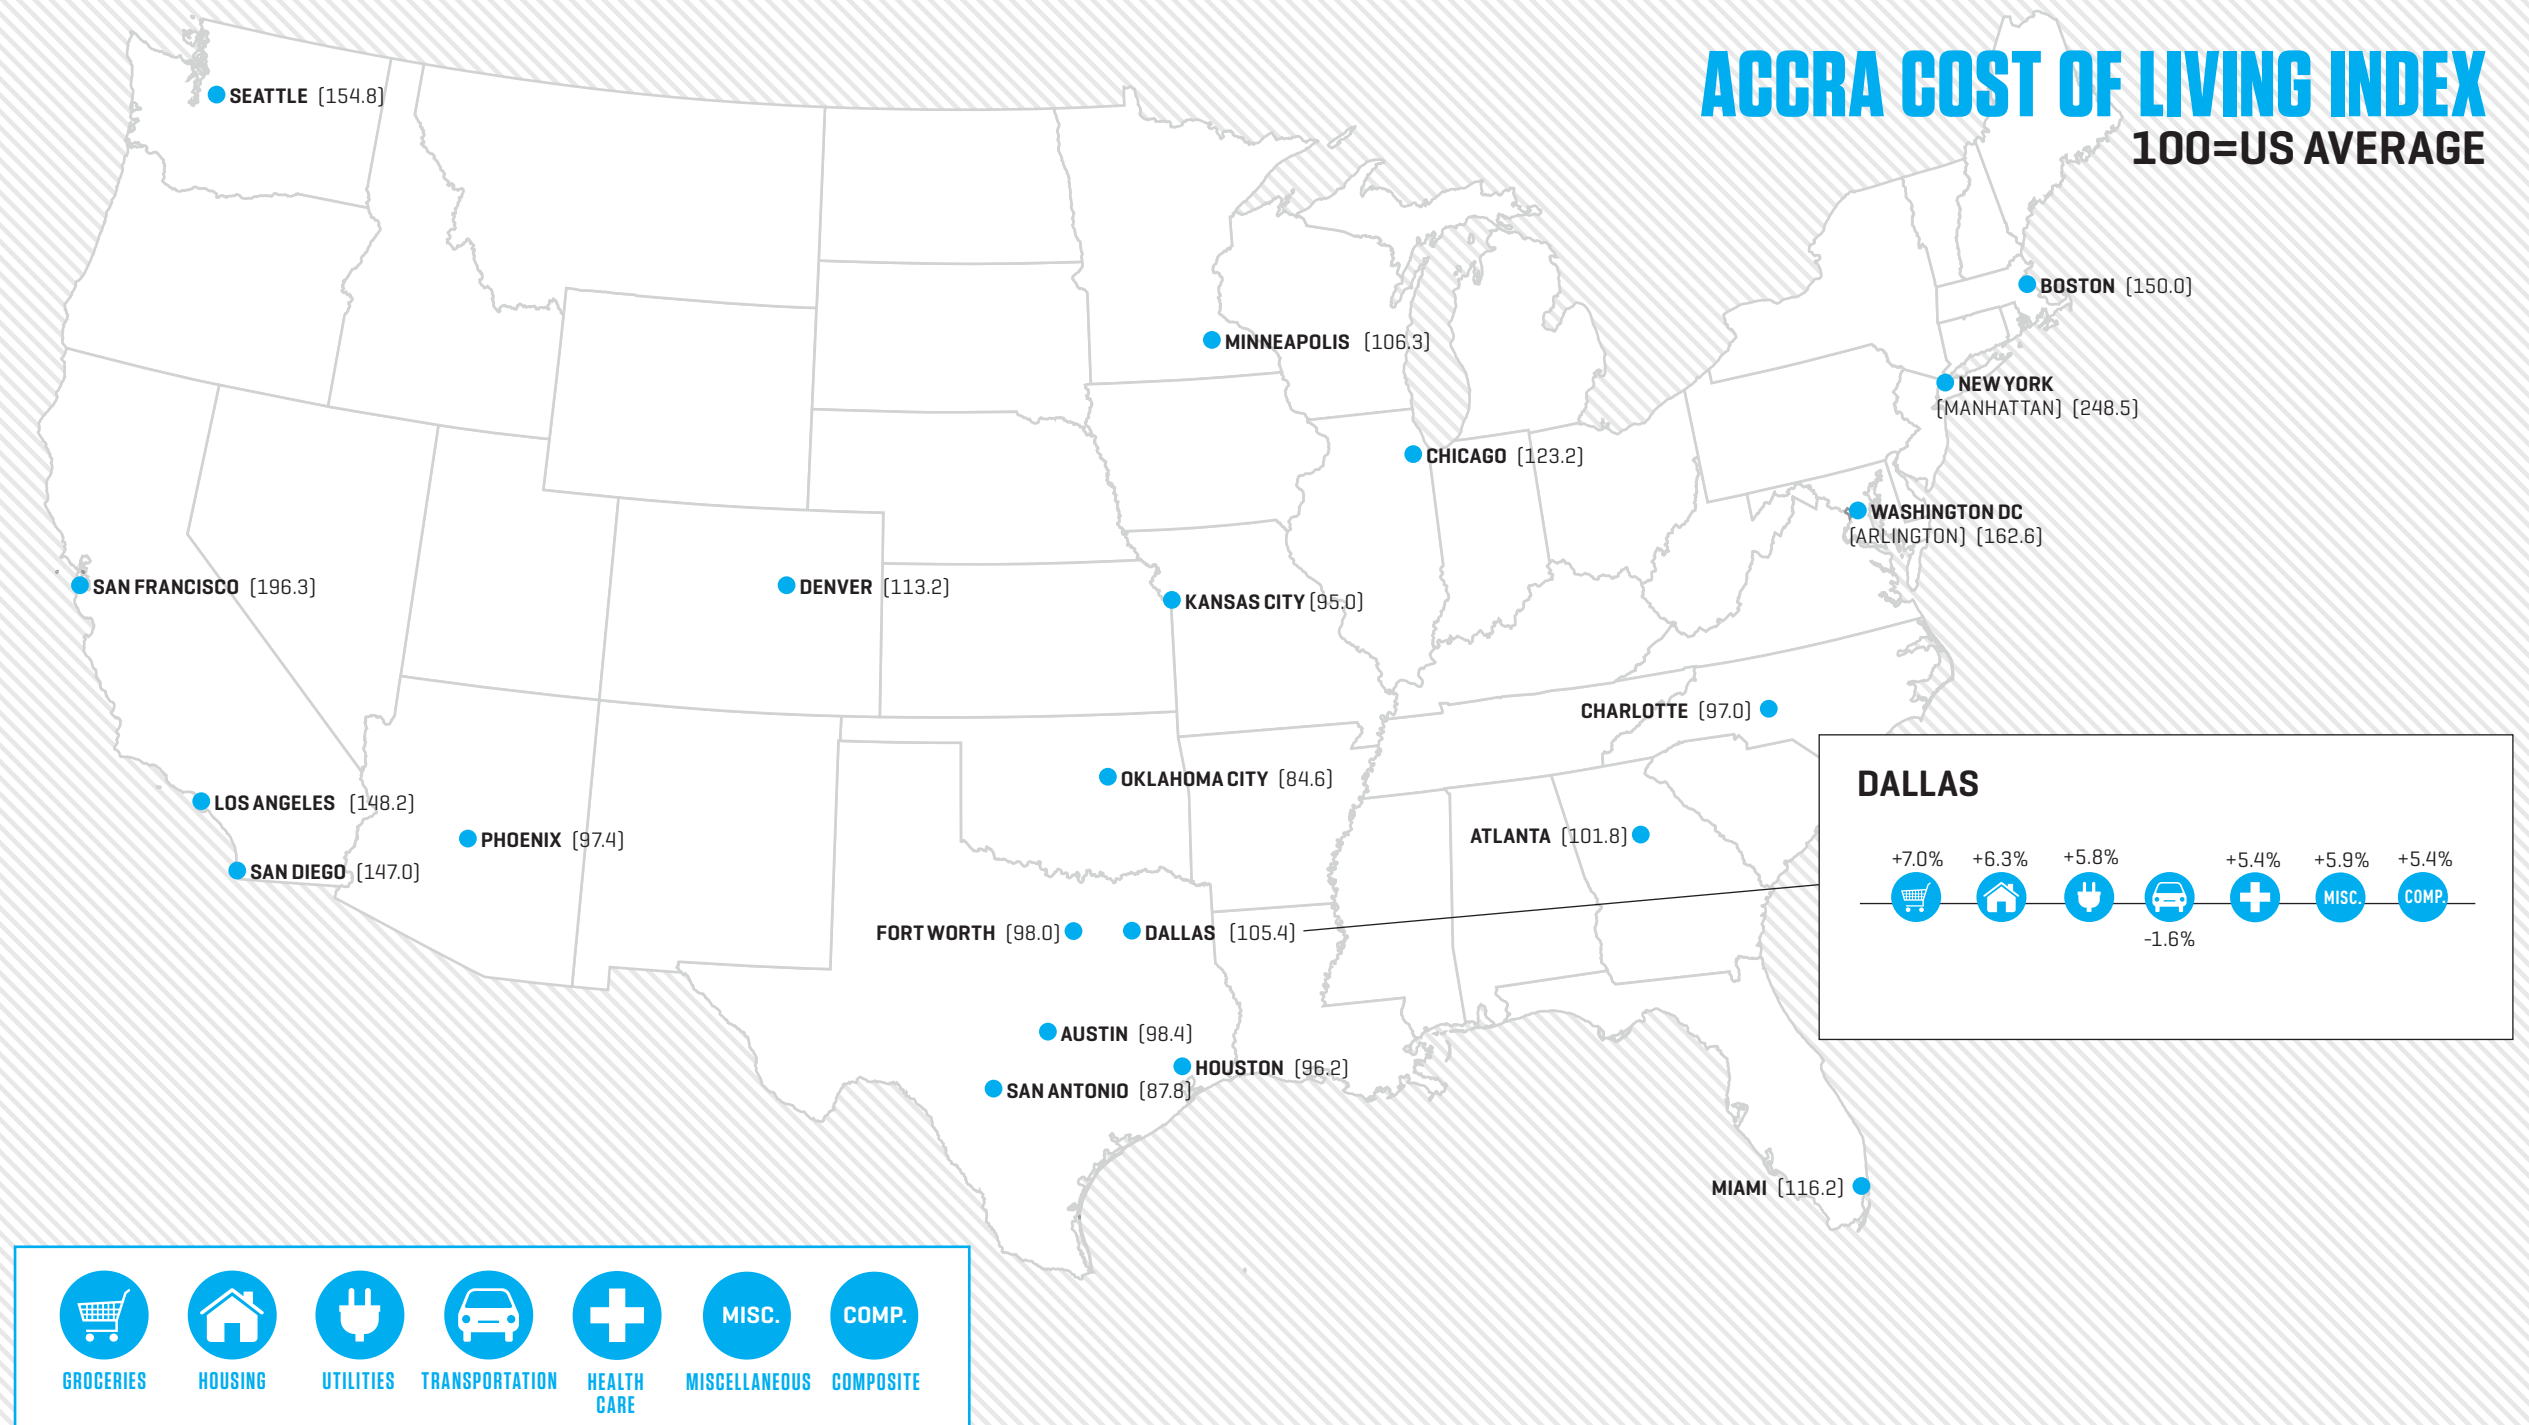 ACCRA COST OF LIVING INDEX
100=US AVERAGE
SEATTLE (154.8)
BOSTON (150.0)
MINNEAPOLIS (106.3)
NEW YORK
(MANHATTAN) (248.5)
CHICAGO (123.2)
WASHINGTON DC
(ARLINGTON) (162.6)
SAN FRANCISCO (196.3)
DENVER (113.2)
KANSAS CITY (95.0)
CHARLOTTE (97.0)
OKLAHOMA CITY (84.6)
LOS ANGELES (148.2)
PHOENIX (97.4)
ATLANTA (101.8)
SAN DIEGO (147.0)
FORT WORTH (98.0)
DALLAS (105.4)
AUSTIN (98.4)
HOUSTON (96.2)
SAN ANTONIO (87.8)
MIAMI (116.2)
DALLAS
+7.0% +6.3% +5.8% +5.4% +5.9% +5.4%
MISC. COMP.
-1.6%
MISC. COMP.
GROCERIES HOUSING UTILITIES TRANSPORTATION HEALTH MISCELLANEOUS COMPOSITE
CARE